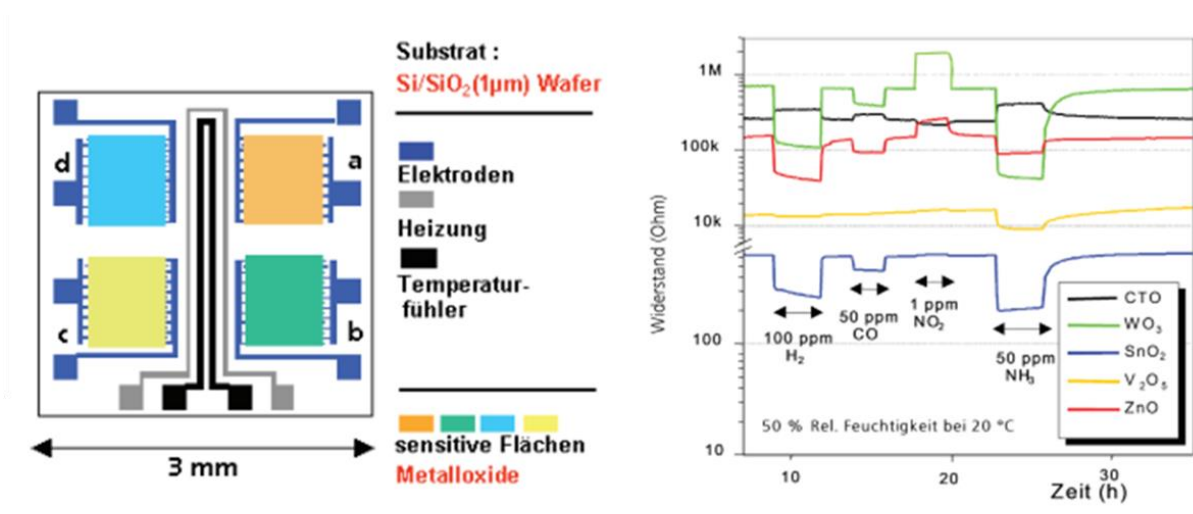 d
a
c
b
3 mm
Substrat :
Si/SiO₂(1µm) Wafer
Elektroden
Heizung
Temperatur-
fühler
sensitive Flächen
Metalloxide
Widerstand (Ohm)
1M
100k
10k
100
10
100 ppm
H₂
50 ppm
CO
1 ppm
NO₂
50 ppm
NH₃
50 % Rel. Feuchtigkeit bei 20 °C
CTO
WO₃
SnO₂
V₂O₅
ZnO
10
20
30
Zeit (h)